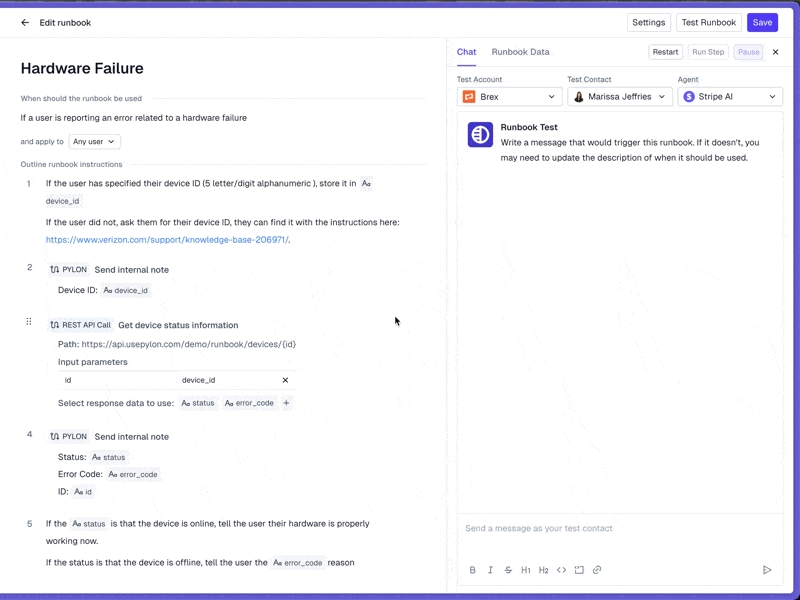 Edit runbook
Settings
Test Runbook
Save
Hardware Failure
When should the runbook be used
If a user is reporting an error related to a hardware failure
and apply to Any user
Outline runbook instructions
1 If the user has specified their device ID (5 letter/digit alphanumeric ), store it in Aa
device_id
If the user did not, ask them for their device ID, they can find it with the instructions here:
https://www.verizon.com/support/knowledge-base-206971/.
2 PYLON Send internal note
Device ID: Aa device_id
REST API Call Get device status information
Path: https://api.usepylon.com/demo/runbook/devices/{id}
Input parameters
id device_id
Select response data to use: Aa status Aa error_code +
4 PYLON Send internal note
Status: Aa status
Error Code: Aa error_code
ID: Aa id
5 If the Aa status is that the device is online, tell the user their hardware is properly
working now.
If the status is that the device is offline, tell the user the Aa error_code reason
Chat Runbook Data Restart Run Step Pause
Test Account Test Contact Agent
Brex Marissa Jeffries Stripe AI
Runbook Test
Write a message that would trigger this runbook. If it doesn't, you
may need to update the description of when it should be used.
Send a message as your test contact
B I S H1 H2